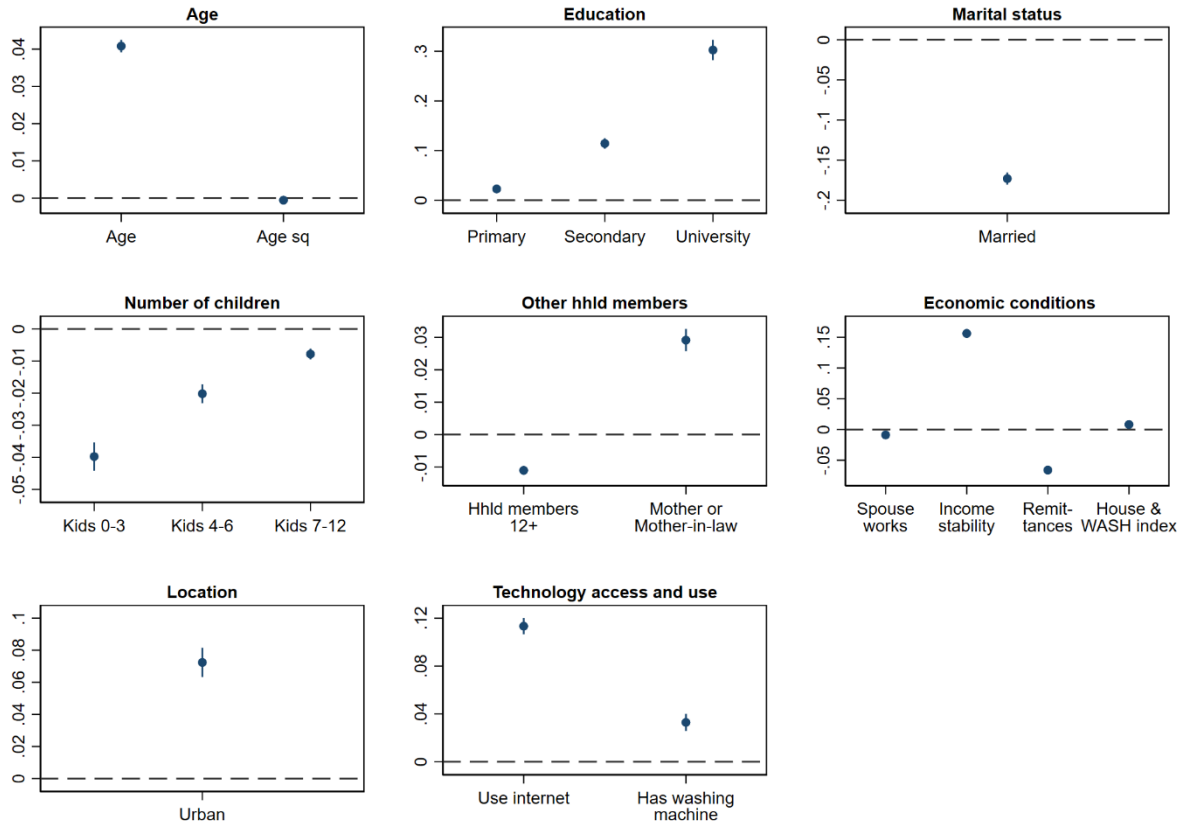 Age
.04
.03
.02
.01
0
Age
Age sq
Education
.3
.2
.1
0
Primary
Secondary
University
Marital status
0
-.05
-.1
-.15
-.2
Married
Number of children
0
-.01
-.02
-.03
-.04
-.05
Kids 0-3
Kids 4-6
Kids 7-12
Other hhld members
.03
.02
.01
0
-.01
Hhld members
12+
Mother or
Mother-in-law
Economic conditions
.15
.1
.05
0
-.05
Spouse
works
Income
stability
Remit-
tances
House &
WASH index
Location
.1
.08
.06
.04
.02
0
Urban
Technology access and use
.12
.08
.04
0
Use internet
Has washing
machine